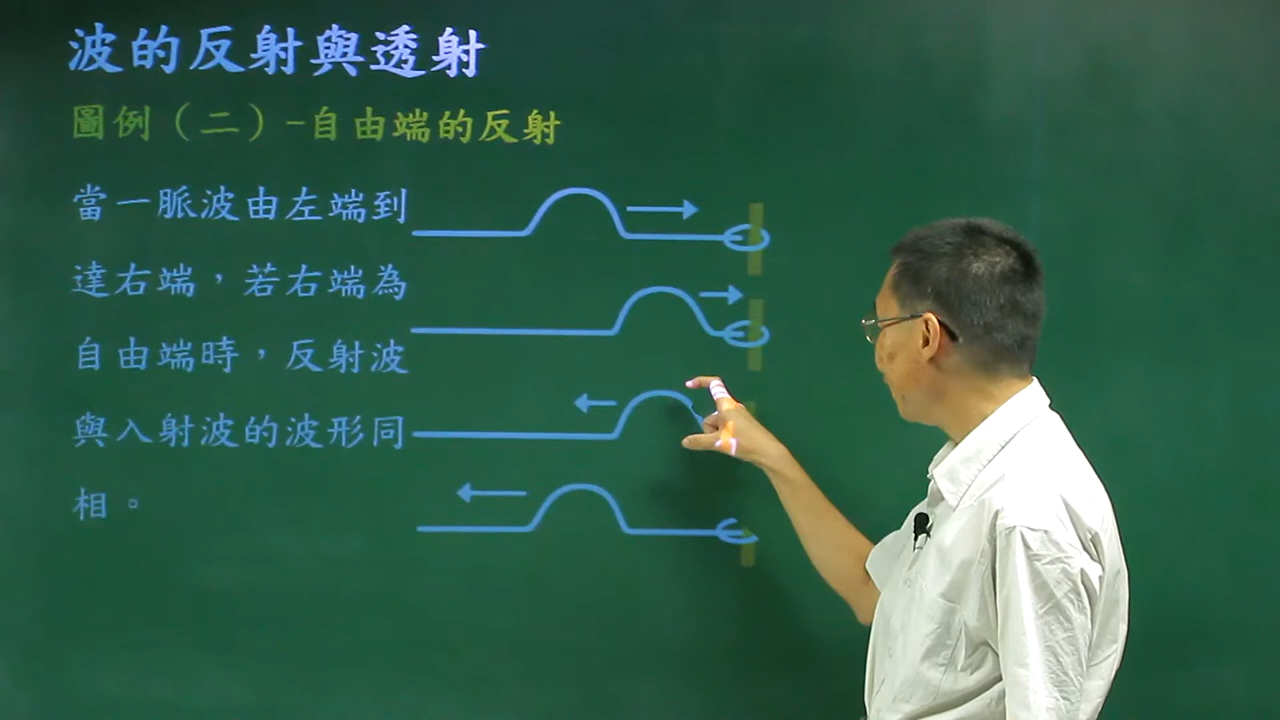 波的反射與透射
圖例（二）-自由端的反射
當一脈波由左端到
達右端，若右端為
自由端時，反射波
與入射波的波形同
相。